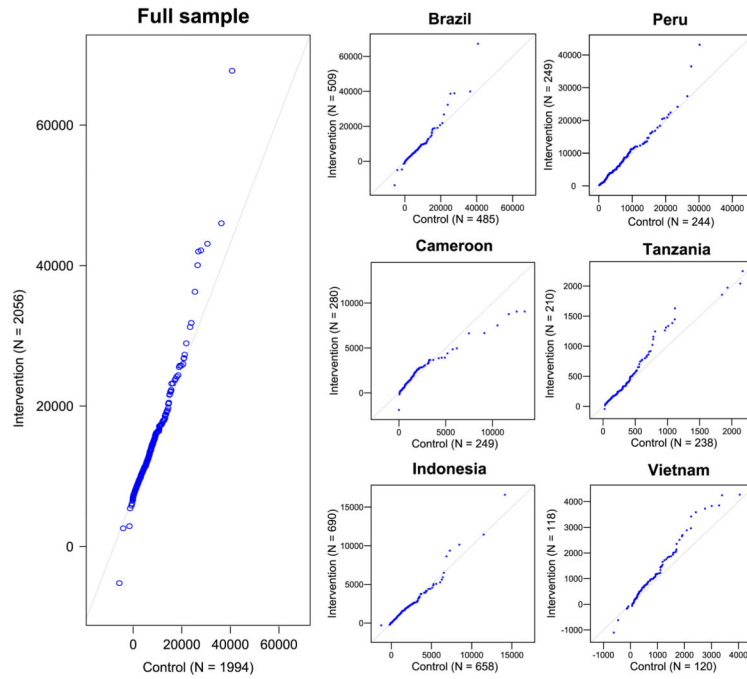 Full sample
60000
40000
20000
0
Intervention (N = 2056)
0 20000 40000 60000
Control (N = 1994)
Brazil
60000
40000
20000
0
Intervention (N = 509)
0 20000 40000 60000
Control (N = 485)
Peru
40000
30000
20000
10000
0
Intervention (N = 249)
0 10000 20000 30000 40000
Control (N = 244)
Cameroon
10000
5000
0
Intervention (N = 280)
0 5000 10000
Control (N = 249)
Tanzania
2000
1500
1000
500
0
Intervention (N = 210)
0 500 1000 1500 2000
Control (N = 238)
Indonesia
15000
10000
5000
0
Intervention (N = 690)
0 5000 10000 15000
Control (N = 658)
Vietnam
4000
3000
2000
1000
0
-1000
Intervention (N = 118)
-1000 0 1000 2000 3000 4000
Control (N = 120)